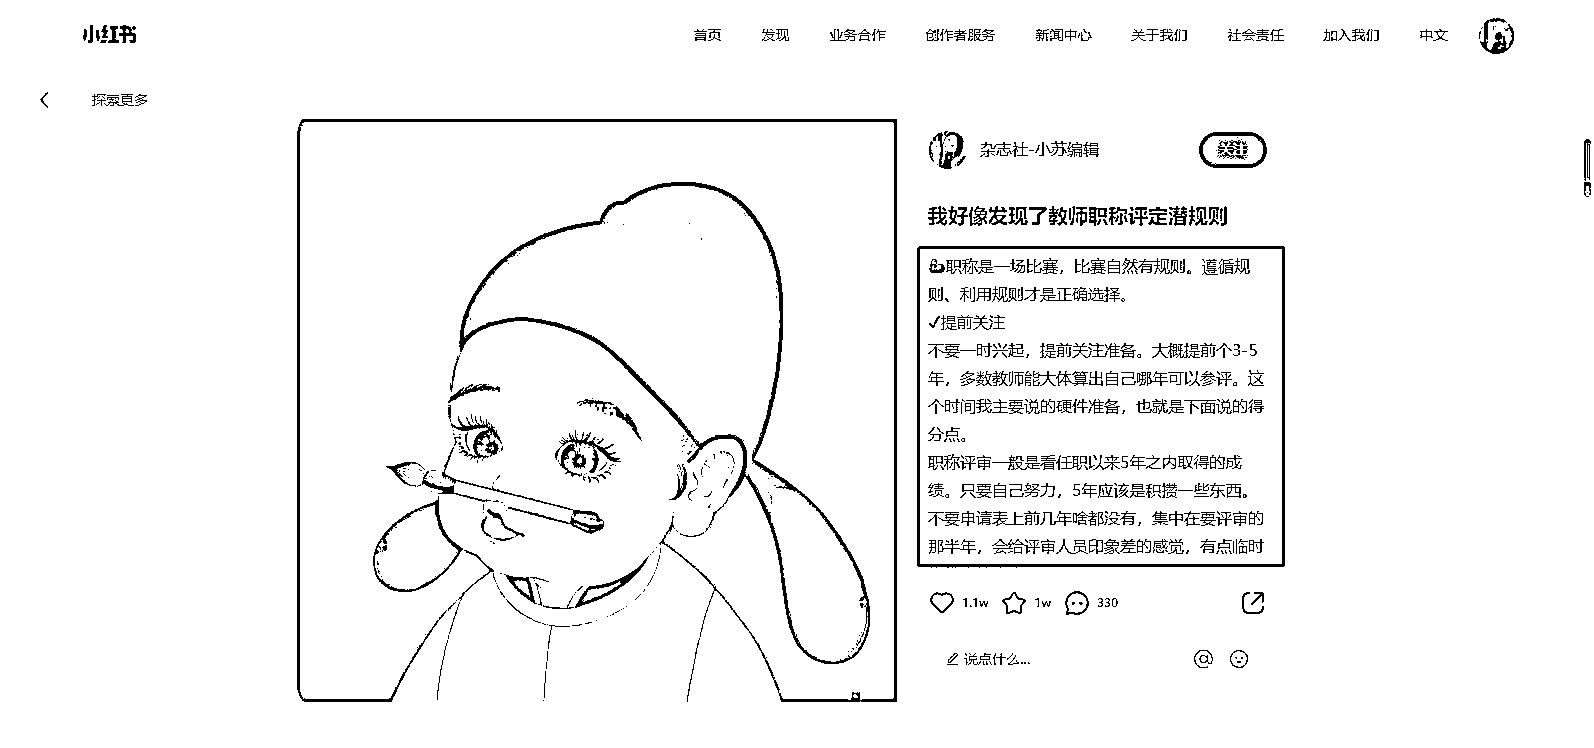 小红书
首页
发现
业务合作
创作者服务
新闻中心
关于我们
社会责任
加入我们
中文
探索更多
杂志社-小苏编辑
关注
我好像发现了教师职称评定潜规则
💪职称是一场比赛，比赛自然有规则。遵循规
则、利用规则才是正确选择。
✓提前关注
不要一时兴起，提前关注准备。大概提前个3-5
年，多数教师能大体算出自己哪年可以参评。这
个时间我主要说的硬件准备，也就是下面说的得
分点。
职称评审一般是看任职以来5年之内取得的成
绩。只要自己努力，5年应该是积攒一些东西。
不要申请表上前几年啥都没有，集中在要评审的
那半年，会给评审人员印象差的感觉，有点临时
1.1w
1w
330
说点什么...